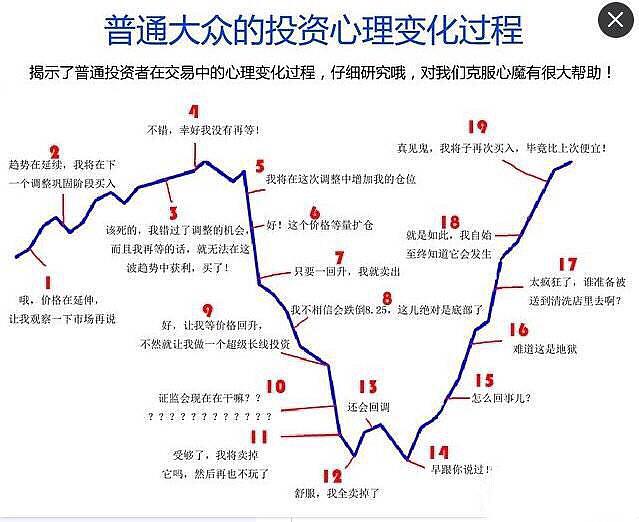 普通大众的投资心理变化过程
揭示了普通投资者在交易中的心理变化过程，仔细研究哦，对我们克服心魔有很大帮助！
1
哦，价格在延伸，
让我观察一下市场再说
2
趋势在延续，我将在下
一个调整巩固阶段买入
3
该死的，我错过了调整的机会，
而且我再等的话，就无法在这
波趋势中获利，买了！
4
不错，幸好我没有再等！
5
我将在这次调整中增加我的仓位
6
好！这个价格等量扩仓
7
只要一回升，我就卖出
8
我不相信会跌倒8.25，这儿绝对是底部了
9
好，让我等价格回升，
不然就让我做一个超级长线投资
10
证监会现在在干嘛？？
？？？？？？？？？？？？
11
受够了，我将卖掉
它吗，然后再也不玩了
12
舒服，我全卖掉了
13
还会回调
14
早跟你说过！
15
怎么回事儿？
16
难道这是地狱
17
太疯狂了，谁准备被
送到清洗店里去啊？
18
就是如此，我自始
至终知道它会发生
19
真见鬼，我将子再次买入，毕竟比上次便宜！